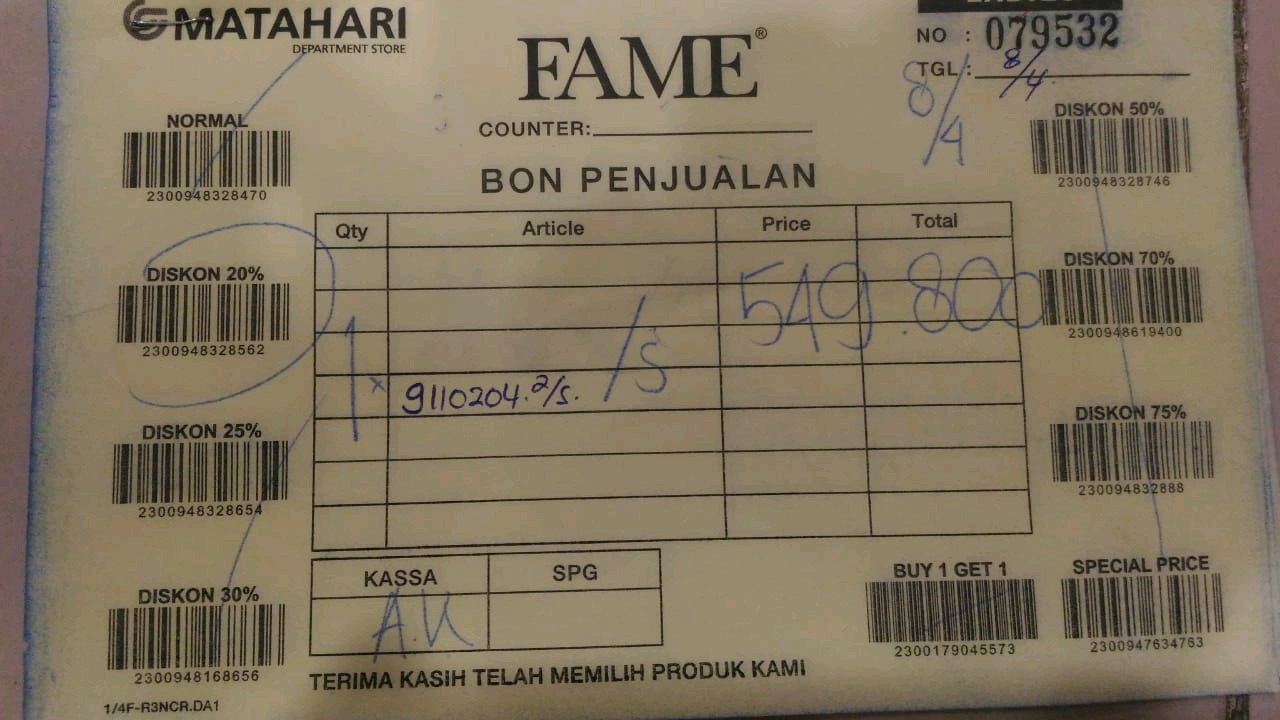 MATAHARI
DEPARTMENT STORE
FAME®
NO : 079532
TGL : 8/4
8/4
COUNTER:
BON PENJUALAN
NORMAL
2300948328470
DISKON 20%
2300948328562
DISKON 25%
2300948328654
DISKON 30%
2300948168656
Qty Article Price Total
549.800
/S
1 x 9110204.2/S.
DISKON 50%
2300948328746
DISKON 70%
2300948619400
DISKON 75%
230094832888
KASSA SPG
A.U
BUY 1 GET 1
2300179045573
SPECIAL PRICE
2300947634763
TERIMA KASIH TELAH MEMILIH PRODUK KAMI
1/4F-R3NCR.DA1